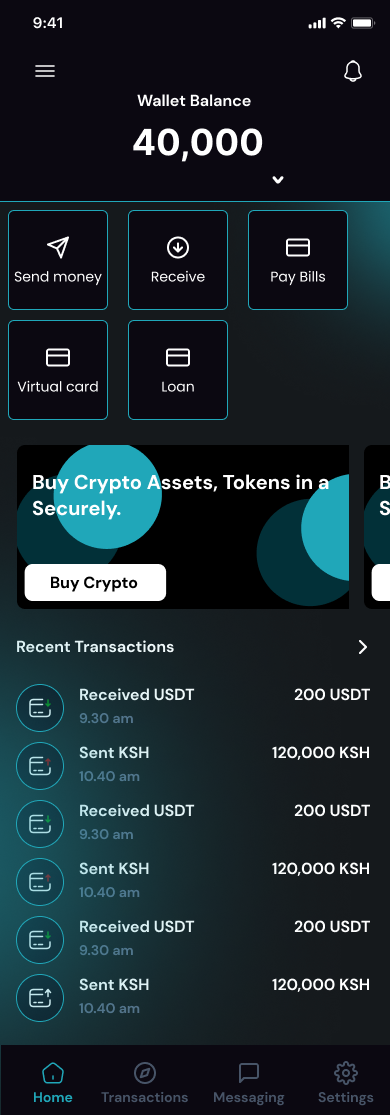 9:41
Wallet Balance
40,000
Send money
Receive
Pay Bills
Virtual card
Loan
Buy Crypto Assets, Tokens in a
Securely.
Buy Crypto
B
S
Recent Transactions
Received USDT
200 USDT
9.30 am
Sent KSH
120,000 KSH
10.40 am
Received USDT
200 USDT
9.30 am
Sent KSH
120,000 KSH
10.40 am
Received USDT
200 USDT
9.30 am
Sent KSH
120,000 KSH
10.40 am
Home
Transactions
Messaging
Settings